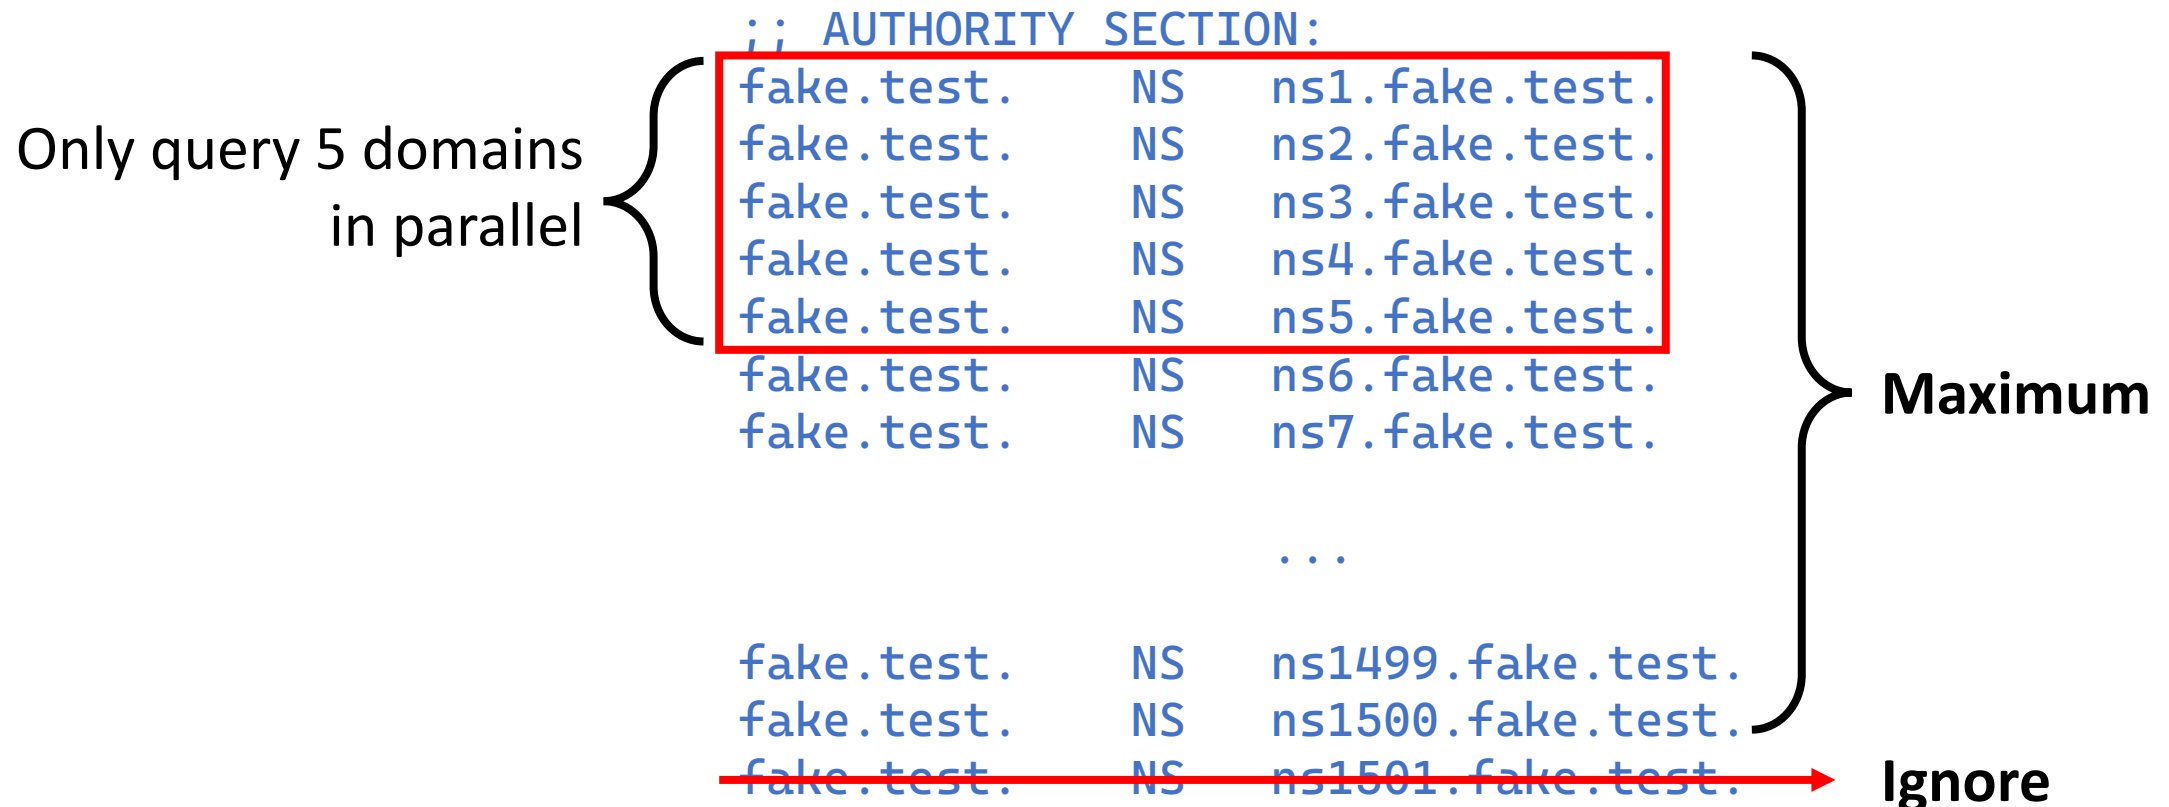 ;; AUTHORITY SECTION:
fake.test. NS ns1.fake.test.
fake.test. NS ns2.fake.test.
Only query 5 domains
in parallel
fake.test. NS ns3.fake.test.
fake.test. NS ns4.fake.test.
fake.test. NS ns5.fake.test.
fake.test. NS ns6.fake.test.
Maximum
fake.test. NS ns7.fake.test.
...
fake.test. NS ns1499.fake.test.
fake.test. NS ns1500.fake.test.
fake.test. NS ns1501.fake.test.
Ignore